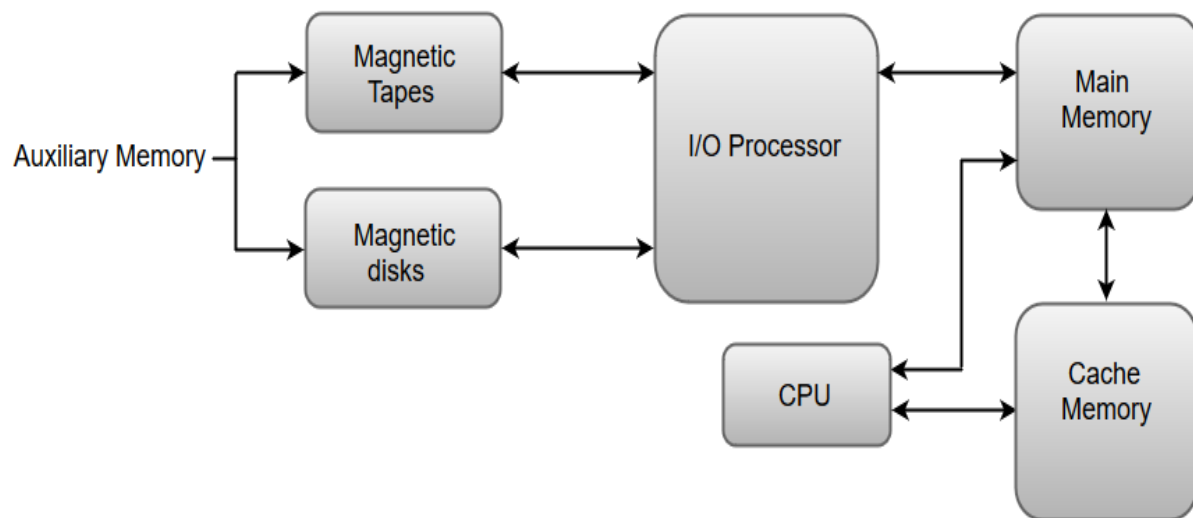 Magnetic
Tapes
Main
Memory
I/O Processor
Auxiliary Memory
Magnetic
disks
CPU
Cache
Memory